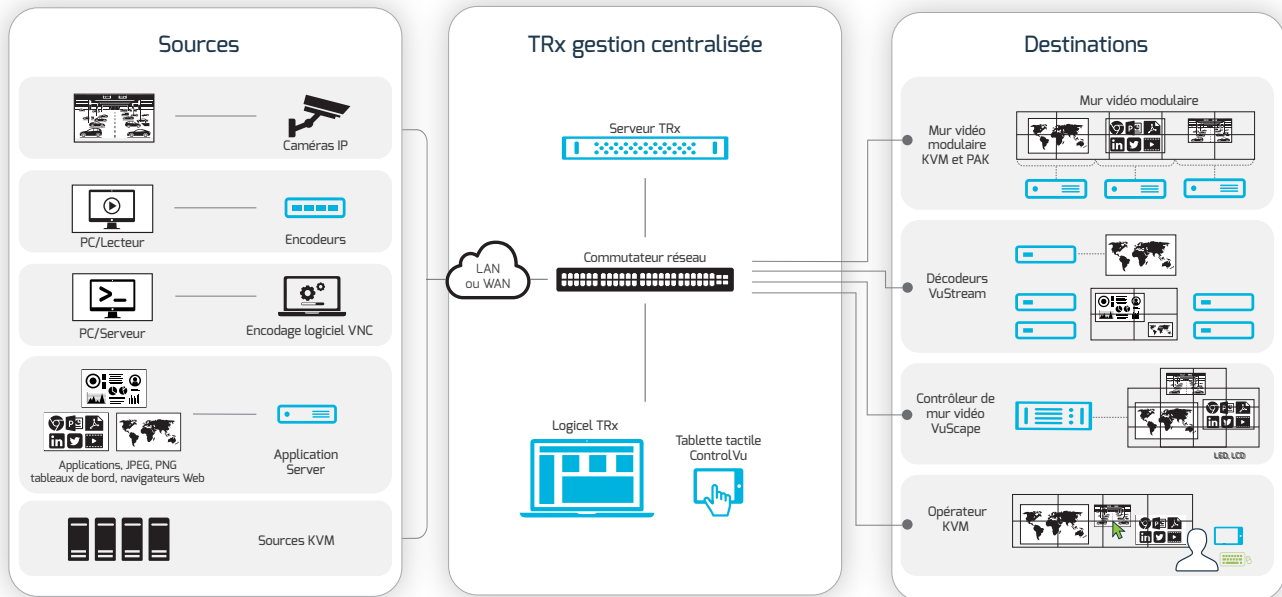 Sources
Caméras IP
PC/Lecteur
Encodeurs
PC/Serveur
Encodage logiciel VNC
Applications, JPEG, PNG
tableaux de bord, navigateurs Web
Application
Server
Sources KVM
LAN
ou WAN
TRx gestion centralisée
Serveur TRx
Commutateur réseau
Logiciel TRx
Tablette tactile
ControlVu
Destinations
Mur vidéo
modulaire
KVM et PAK
Mur vidéo modulaire
Décodeurs
VuStream
Contrôleur de
mur vidéo
VuScape
LED, LCD
Opérateur
KVM